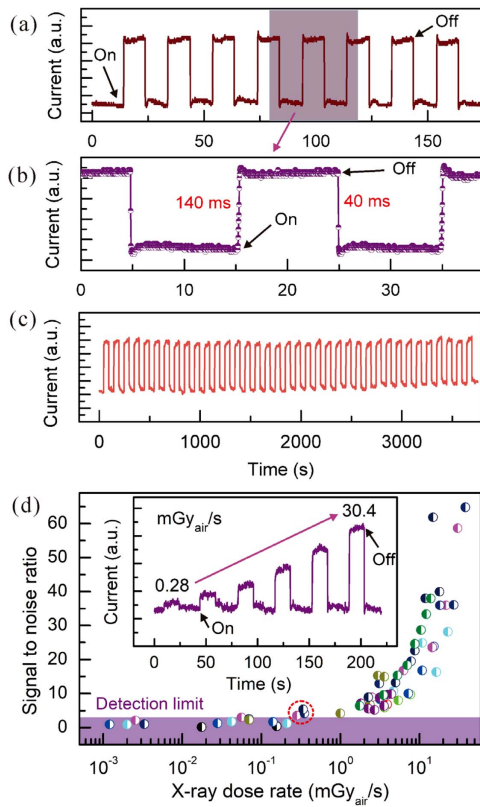 (a)
Current (a.u.)
On
Off
0 50 100 150
(b)
Current (a.u.)
140 ms
40 ms
Off
On
0 10 20 30
(c)
Current (a.u.)
0 1000 2000 3000
Time (s)
(d)
Signal to noise ratio
60
50
40
30
20
10
0
mGyair/s
30.4
0.28
On
Off
Current (a.u.)
0 50 100 150 200
Time (s)
Detection limit
10-3 10-2 10-1 100 101
X-ray dose rate (mGyair/s)